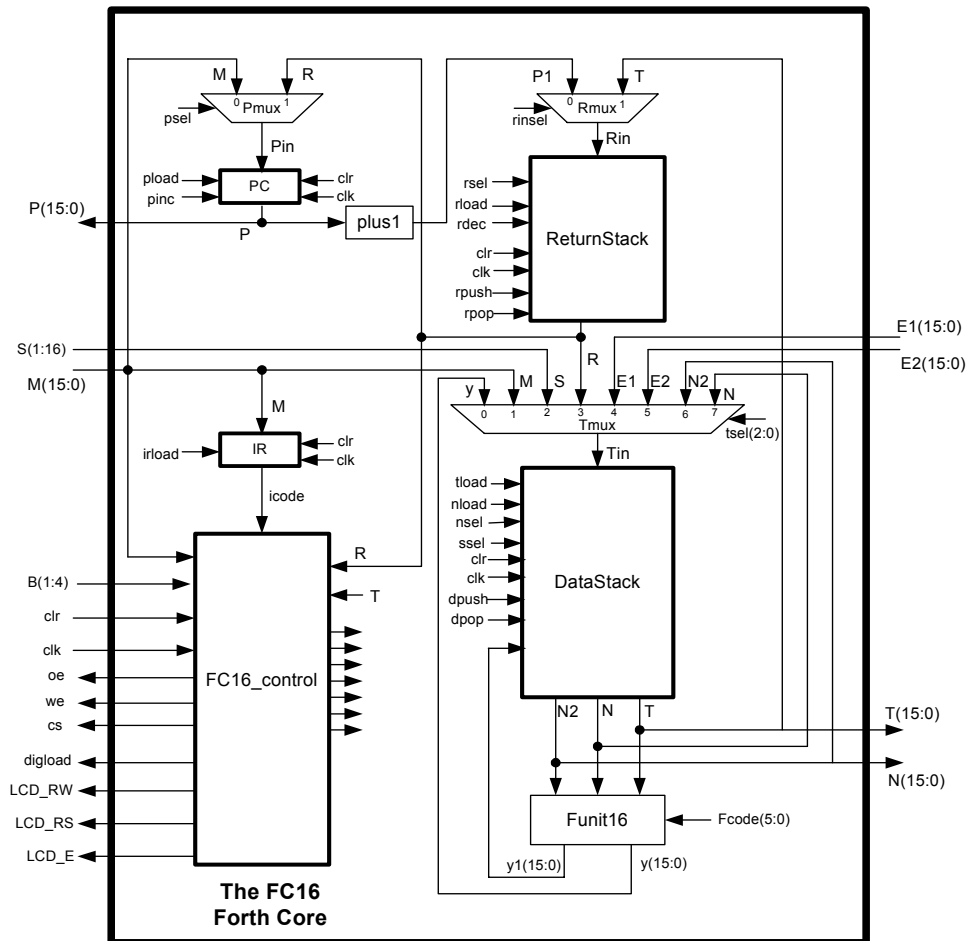 M
R
P1
T
0
Pmux
1
0
Rmux
1
psel
rinsel
Pin
Rin
pload
pinc
PC
clr
clk
rsel
rload
rdec
clr
clk
rpush
rpop
ReturnStack
P(15:0)
P
plus1
E1(15:0)
S(1:16)
R
E2(15:0)
M(15:0)
y
M
S
E1
E2
N2
N
0
1
2
3
4
5
6
7
Tmux
tsel(2:0)
M
irload
IR
clr
clk
Tin
icode
tload
nload
nsel
ssel
clr
clk
dpush
dpop
DataStack
R
T
B(1:4)
clr
clk
oe
we
cs
digload
LCD_RW
LCD_RS
LCD_E
FC16_control
N2
N
T
T(15:0)
N(15:0)
Funit16
Fcode(5:0)
y1(15:0)
y(15:0)
The FC16
Forth Core